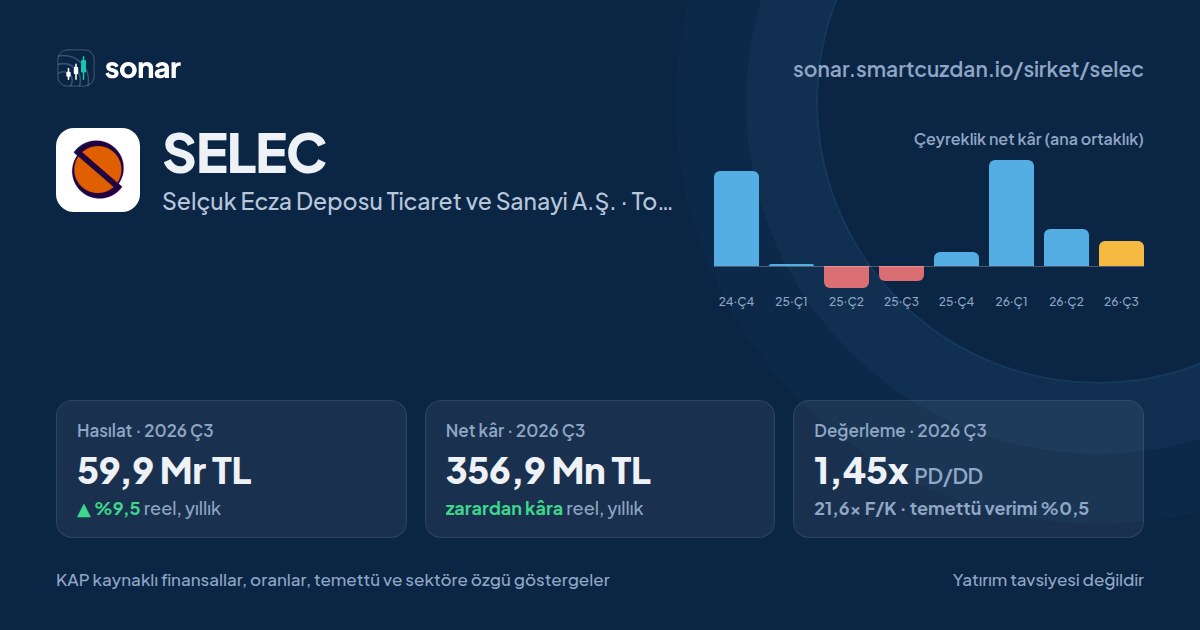 sonar
sonar.smartcuzdan.io/sirket/selec
SELEC
Selçuk Ecza Deposu Ticaret ve Sanayi A.Ş. · To...
Çeyreklik net kâr (ana ortaklık)
24·Ç4 25·Ç1 25·Ç2 25·Ç3 25·Ç4 26·Ç1 26·Ç2 26·Ç3
Hasılat · 2026 Ç3
59,9 Mr TL
▲ %9,5 reel, yıllık
Net kâr · 2026 Ç3
356,9 Mn TL
zarardan kâra reel, yıllık
Değerleme · 2026 Ç3
1,45x PD/DD
21,6x F/K · temettü verimi %0,5
KAP kaynaklı finansallar, oranlar, temettü ve sektöre özgü göstergeler
Yatırım tavsiyesi değildir